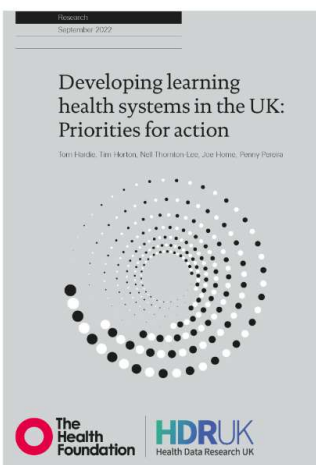 Research
September 2022
Developing learning
health systems in the UK:
Priorities for action
Tom Hardie, Tim Horton, Nell Thornton-Lee, Joe Home, Penny Pereira
The
Health
Foundation
HDRUK
Health Data Research UK